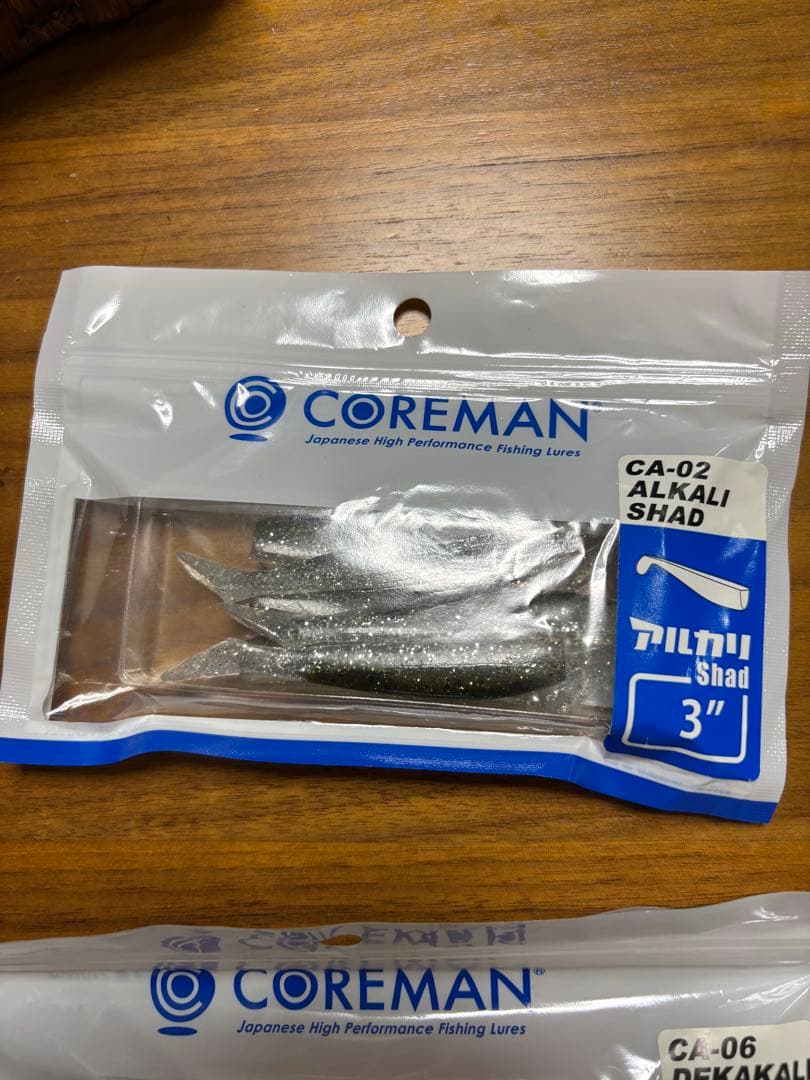 COREMAN®
Japanese High Performance Fishing Lures
CA-02
ALKALI
SHAD
アルカリ
Shad
3"
COREMAN®
Japanese High Performance Fishing Lures
CA-06
DEKAKALI